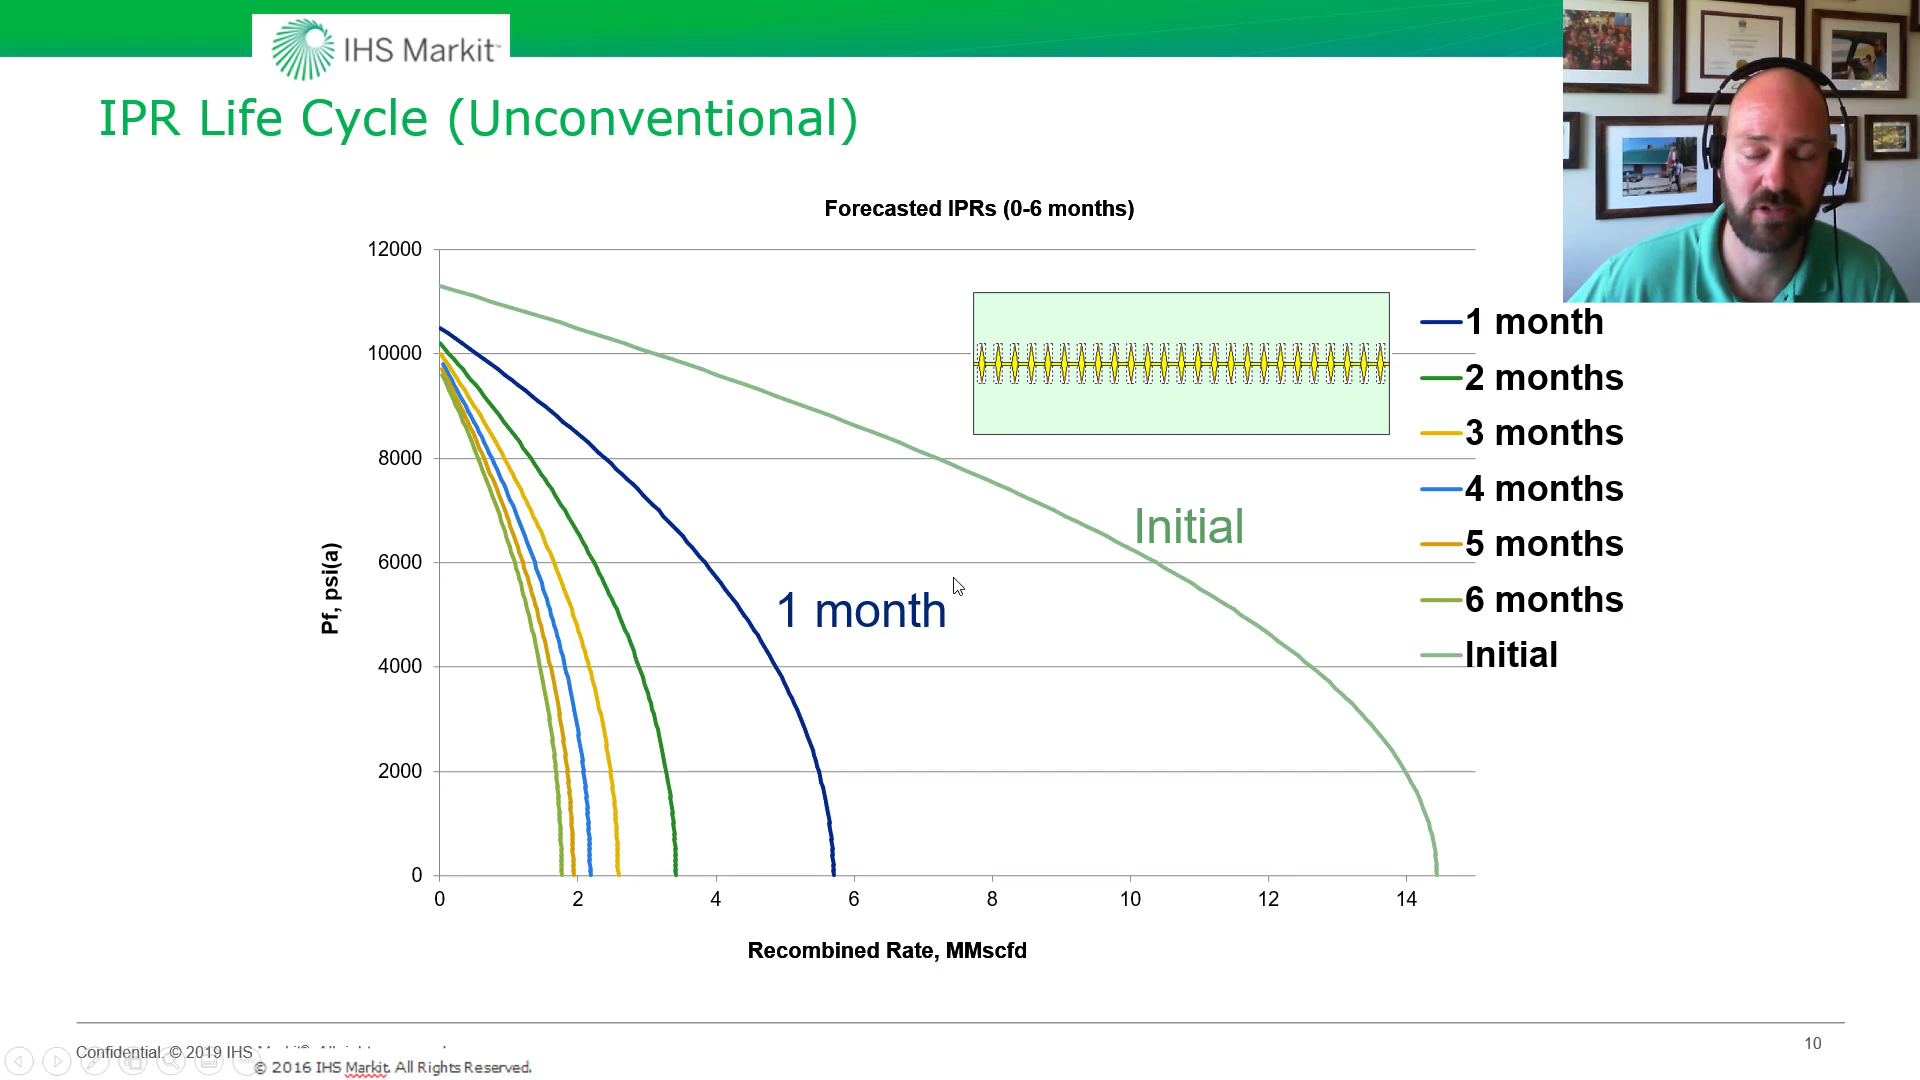 IHS Markit
IPR Life Cycle (Unconventional)
Forecasted IPRs (0-6 months)
12000
10000
8000
6000
4000
2000
0
Pf, psi(a)
0 2 4 6 8 10 12 14
Recombined Rate, MMscfd
Initial
1 month
1 month
2 months
3 months
4 months
5 months
6 months
Initial
Confidential. © 2019 IHS
© 2016 IHS Markit. All Rights Reserved.
10